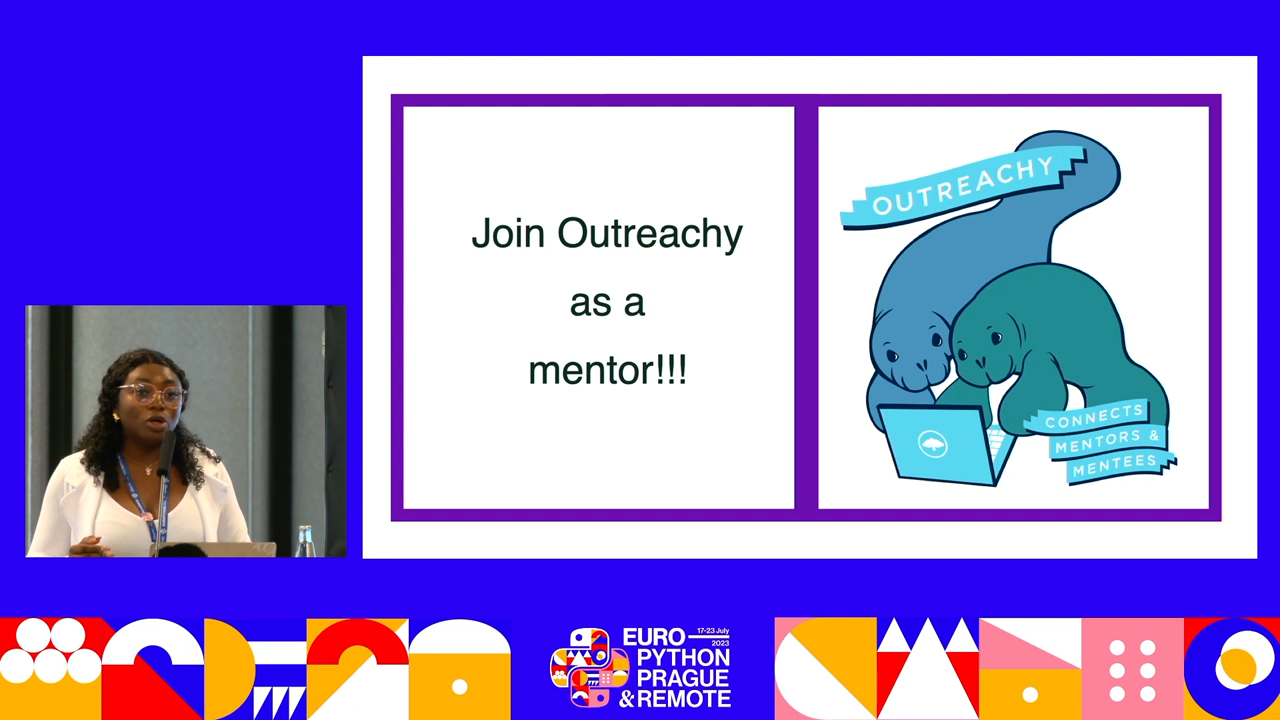 Join Outreachy
as a
mentor!!!
OUTREACHY
CONNECTS
MENTORS &
MENTEES
17-23 July
2023
EURO
PYTHON
PRAGUE
& REMOTE